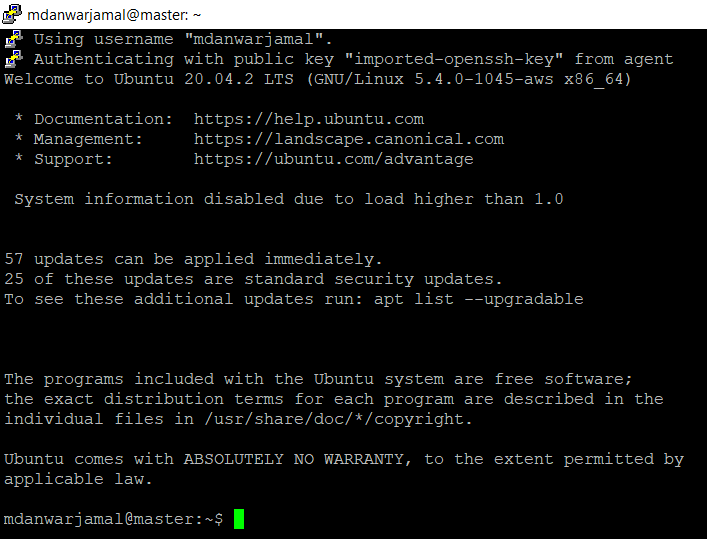 mdanwarjamal@master: ~
Using username "mdanwarjamal".
Authenticating with public key "imported-openssh-key" from agent
Welcome to Ubuntu 20.04.2 LTS (GNU/Linux 5.4.0-1045-aws x86_64)
* Documentation:  https://help.ubuntu.com
* Management:     https://landscape.canonical.com
* Support:        https://ubuntu.com/advantage
System information disabled due to load higher than 1.0
57 updates can be applied immediately.
25 of these updates are standard security updates.
To see these additional updates run: apt list --upgradable
The programs included with the Ubuntu system are free software;
the exact distribution terms for each program are described in the
individual files in /usr/share/doc/*/copyright.
Ubuntu comes with ABSOLUTELY NO WARRANTY, to the extent permitted by
applicable law.
mdanwarjamal@master:~$